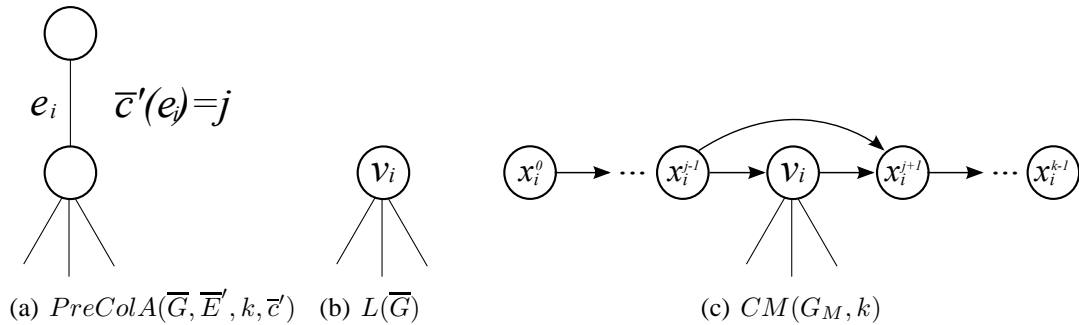 e_i c̅'(e_i)=j
v_i
x_i^0 ... x_i^{j-1} v_i x_i^{j+1} ... x_i^{k-1}
(a) PreColA(G̅, E̅', k, c̅') (b) L(G̅) (c) CM(G_M, k)